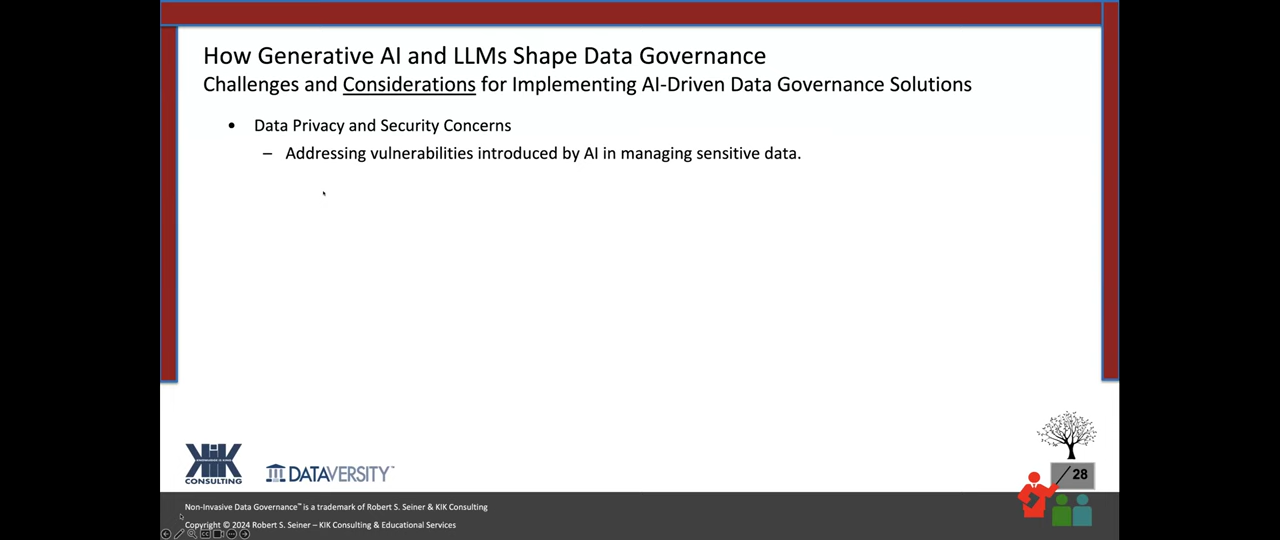 How Generative AI and LLMs Shape Data Governance
Challenges and Considerations for Implementing AI-Driven Data Governance Solutions
• Data Privacy and Security Concerns
– Addressing vulnerabilities introduced by AI in managing sensitive data.
KIK
CONSULTING
DATAVERSITY™
/ 28
Non-Invasive Data Governance™ is a trademark of Robert S. Seiner & KIK Consulting
Copyright © 2024 Robert S. Seiner – KIK Consulting & Educational Services